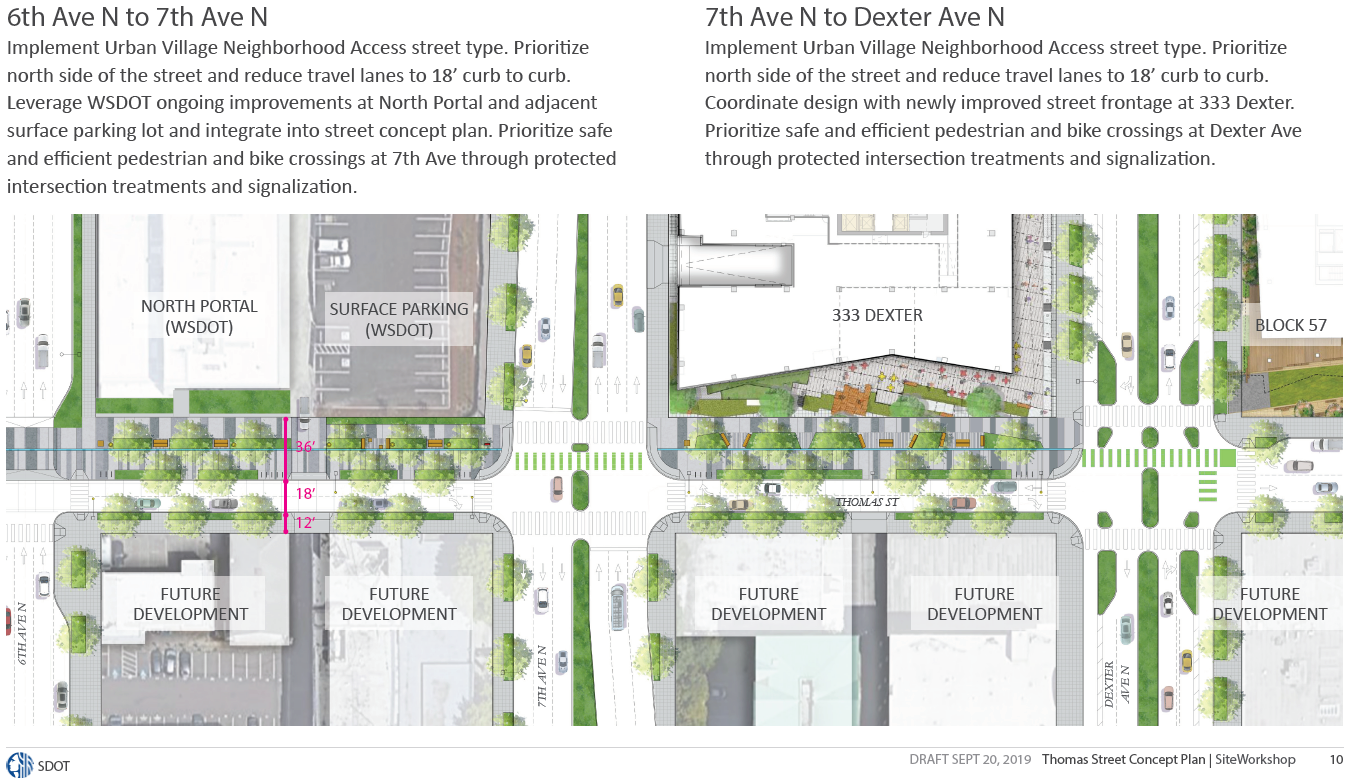 6th Ave N to 7th Ave N
Implement Urban Village Neighborhood Access street type. Prioritize
north side of the street and reduce travel lanes to 18’ curb to curb.
Leverage WSDOT ongoing improvements at North Portal and adjacent
surface parking lot and integrate into street concept plan. Prioritize safe
and efficient pedestrian and bike crossings at 7th Ave through protected
intersection treatments and signalization.
7th Ave N to Dexter Ave N
Implement Urban Village Neighborhood Access street type. Prioritize
north side of the street and reduce travel lanes to 18’ curb to curb.
Coordinate design with newly improved street frontage at 333 Dexter.
Prioritize safe and efficient pedestrian and bike crossings at Dexter Ave
through protected intersection treatments and signalization.
NORTH PORTAL
(WSDOT)
SURFACE PARKING
(WSDOT)
333 DEXTER
BLOCK 57
36’
18’
12’
THOMAS ST
FUTURE
DEVELOPMENT
FUTURE
DEVELOPMENT
FUTURE
DEVELOPMENT
FUTURE
DEVELOPMENT
FUTURE
DEVELOPMENT
6TH AVE N
7TH AVE N
DEXTER
AVE N
SDOT
DRAFT SEPT 20, 2019 Thomas Street Concept Plan | SiteWorkshop 10